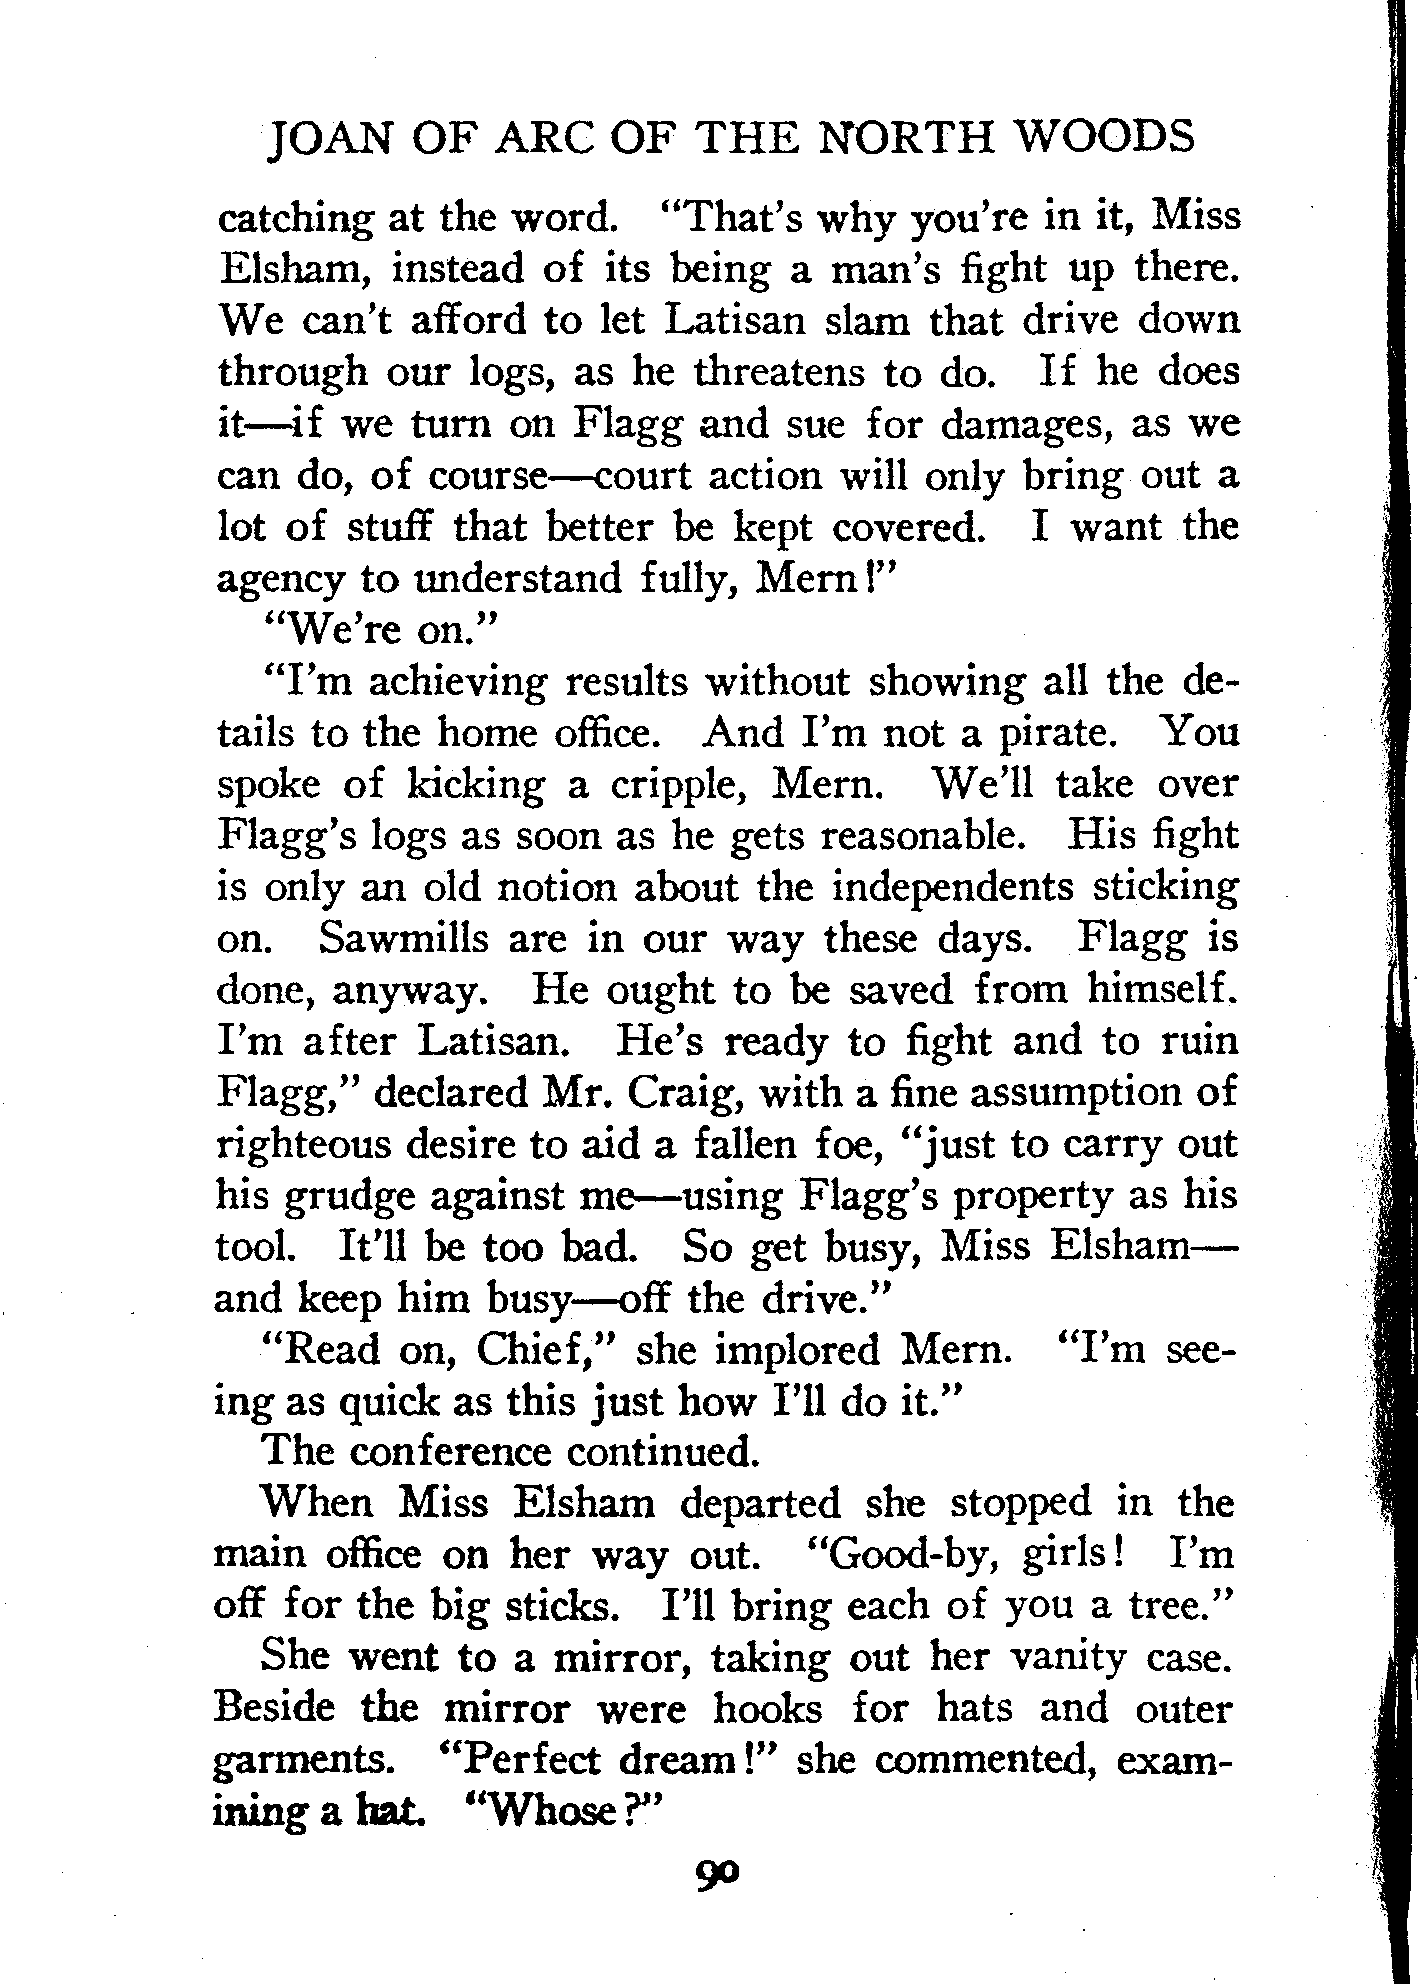 JOAN OF ARC OF THE NORTH WOODS
catching at the word. “That’s why you’re in it, Miss
Elsham, instead of its being a man’s fight up there.
We can’t afford to let Latisan slam that drive down
through our logs, as he threatens to do. If he does
it—if we turn on Flagg and sue for damages, as we
can do, of course—court action will only bring out a
lot of stuff that better be kept covered. I want the
agency to understand fully, Mern!”
“We’re on.”
“I’m achieving results without showing all the de-
tails to the home office. And I’m not a pirate. You
spoke of kicking a cripple, Mern. We’ll take over
Flagg’s logs as soon as he gets reasonable. His fight
is only an old notion about the independents sticking
on. Sawmills are in our way these days. Flagg is
done, anyway. He ought to be saved from himself.
I’m after Latisan. He’s ready to fight and to ruin
Flagg,” declared Mr. Craig, with a fine assumption of
righteous desire to aid a fallen foe, “just to carry out
his grudge against me—using Flagg’s property as his
tool. It’ll be too bad. So get busy, Miss Elsham—
and keep him busy—off the drive.”
“Read on, Chief,” she implored Mern. “I’m see-
ing as quick as this just how I’ll do it.”
The conference continued.
When Miss Elsham departed she stopped in the
main office on her way out. “Good-by, girls! I’m
off for the big sticks. I’ll bring each of you a tree.”
She went to a mirror, taking out her vanity case.
Beside the mirror were hooks for hats and outer
garments. “Perfect dream!” she commented, exam-
ining a hat. “Whose?”
90